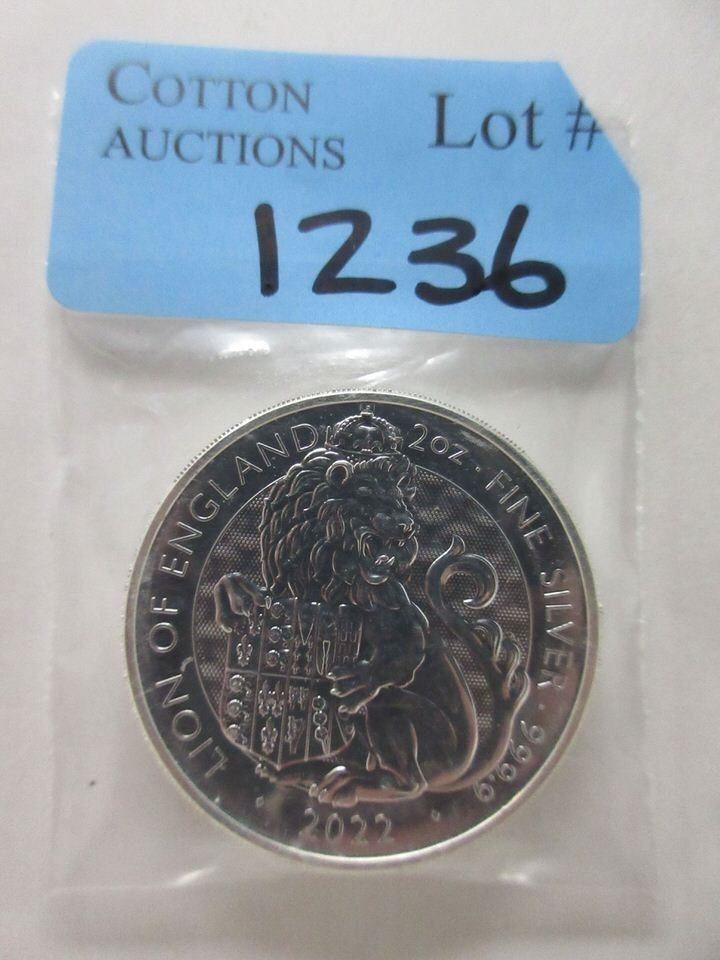 COTTON
AUCTIONS
Lot #
1236
LION OF ENGLAND 2OZ · FINE SILVER · 999.9
· 2022 ·